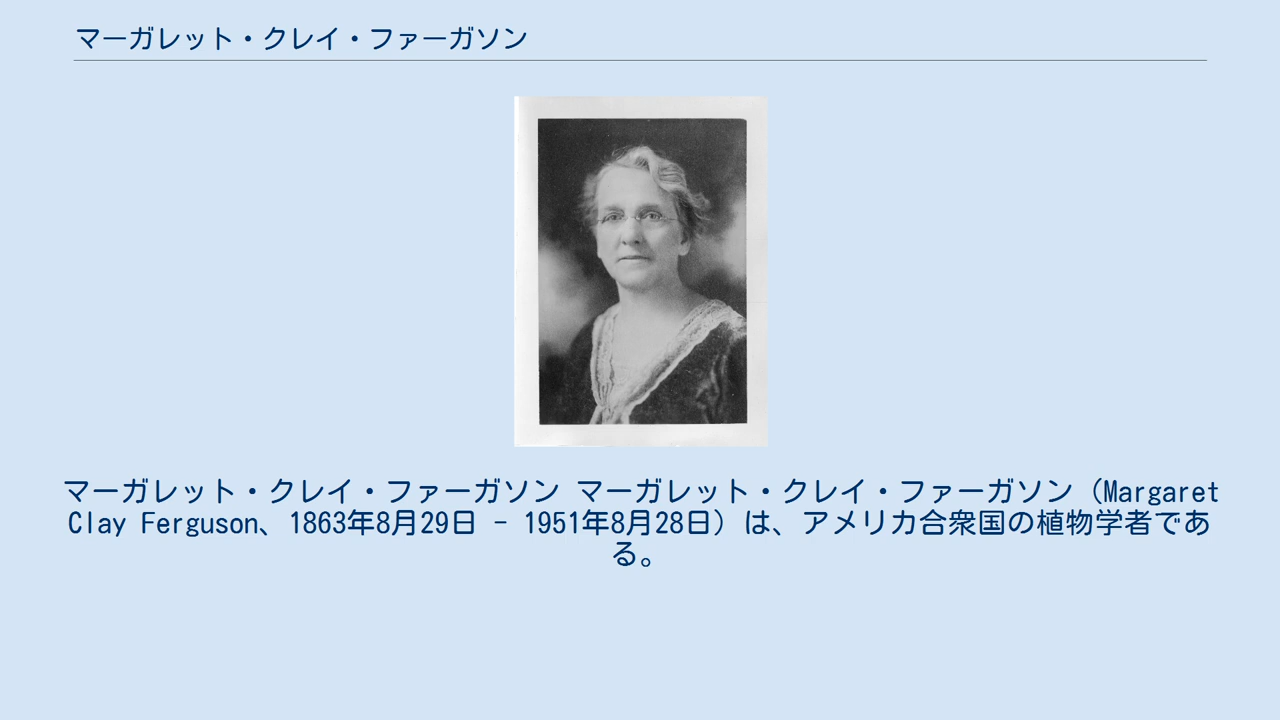 マーガレット・クレイ・ファーガソン
マーガレット・クレイ・ファーガソン マーガレット・クレイ・ファーガソン（Margaret
Clay Ferguson、1863年8月29日 - 1951年8月28日）は、アメリカ合衆国の植物学者であ
る。